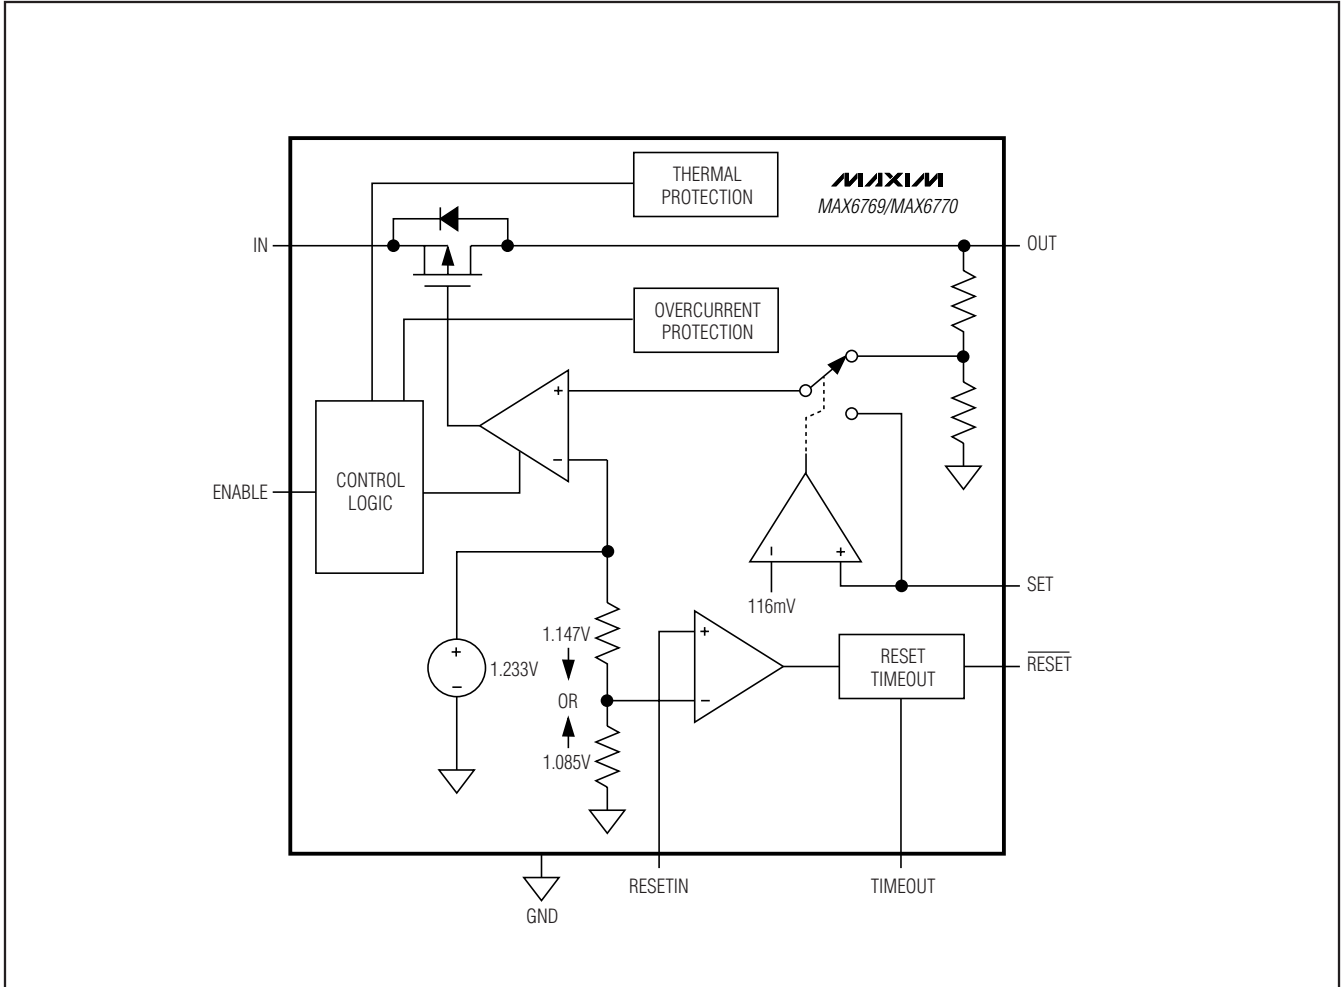 THERMAL
PROTECTION
MAXIM
MAX6769/MAX6770
IN
OUT
OVERCURRENT
PROTECTION
+
−
CONTROL
LOGIC
ENABLE
− +
116mV
SET
+
−
1.233V
1.147V
OR
1.085V
+
−
RESET
TIMEOUT
RESET
RESETIN
TIMEOUT
GND